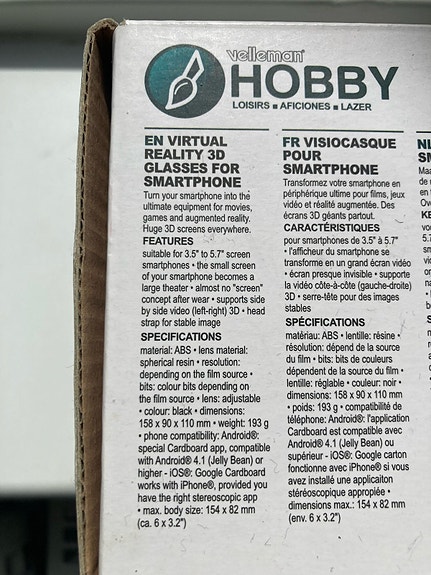 velleman®
HOBBY
LOISIRS ■ AFICIONES ■ LAZER
EN VIRTUAL
REALITY 3D
GLASSES FOR
SMARTPHONE
Turn your smartphone into the
ultimate equipment for movies,
games and augmented reality.
Huge 3D screens everywhere.
FEATURES
suitable for 3.5" to 5.7" screen
smartphones • the small screen
of your smartphone becomes a
large theater • almost no "screen"
concept after wear • supports side
by side video (left-right) 3D • head
strap for stable image
SPECIFICATIONS
material: ABS • lens material:
spherical resin • resolution:
depending on the film source •
bits: colour bits depending on
the film source • lens: adjustable
• colour: black • dimensions:
158 x 90 x 110 mm • weight: 193 g
• phone compatibility: Android®:
special Cardboard app, compatible
with Android® 4.1 (Jelly Bean) or
higher - iOS®: Google Cardboard
works with iPhone®, provided you
have the right stereoscopic app
• max. body size: 154 x 82 mm
(ca. 6 x 3.2")
FR VISIOCASQUE
POUR
SMARTPHONE
Transformez votre smartphone en
périphérique ultime pour films, jeux
vidéo et réalité augmentée. Des
écrans 3D géants partout.
CARACTÉRISTIQUES
pour smartphones de 3.5" à 5.7"
• l'afficheur du smartphone se
transforme en un grand écran vidéo
• écran presque invisible • supporte
la vidéo côte-à-côte (gauche-droite)
3D • serre-tête pour des images
stables
SPÉCIFICATIONS
matériau: ABS • lentille: résine •
résolution: dépend de la source
du film • bits: bits de couleurs
dépendent de la source du film •
lentille: réglable • couleur: noir •
dimensions: 158 x 90 x 110 mm
• poids: 193 g • compatibilité de
téléphone: Android®: l'application
Cardboard est compatible avec
Android® 4.1 (Jelly Bean) ou
supérieur - iOS®: Google carton
fonctionne avec iPhone® si vous
avez installé une applicaiton
stéréoscopique appropiée •
dimensions max.: 154 x 82 mm
(env. 6 x 3.2")
NL